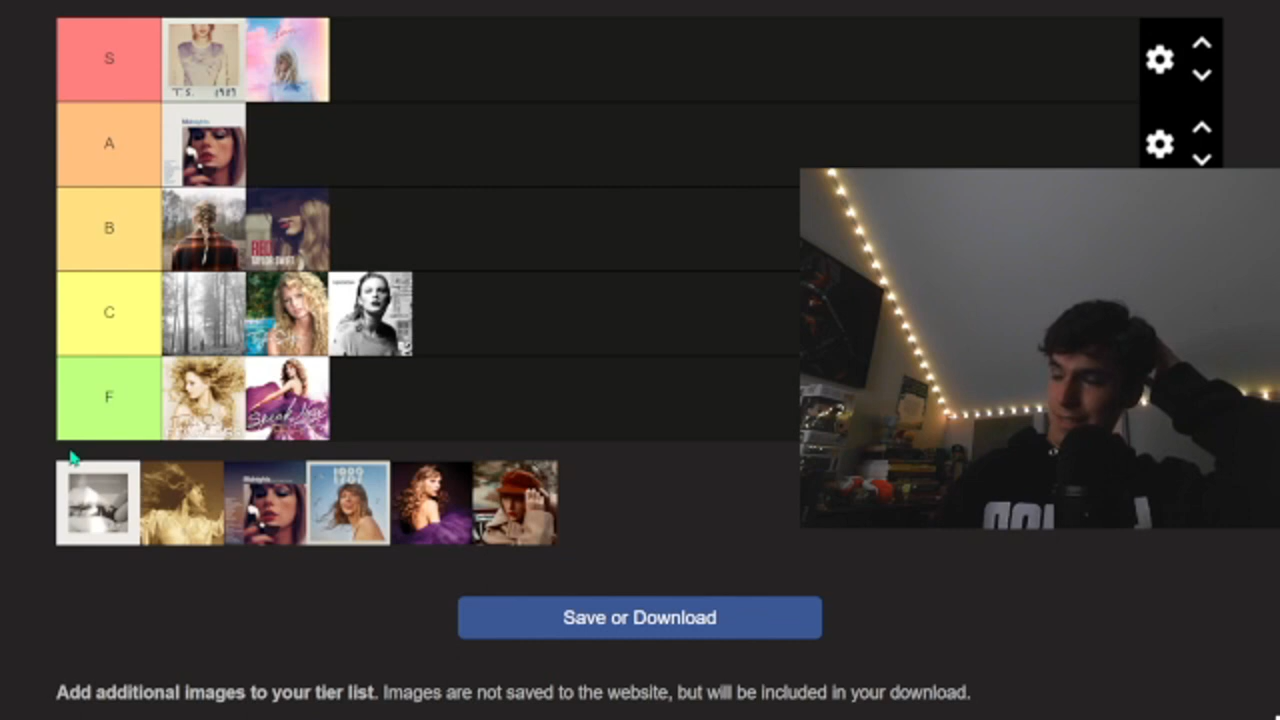 S
T.S. 1989
A
Midnights
B
RED
TAYLOR SWIFT
C
F
Speak Now
Midnights
1989
Save or Download
Add additional images to your tier list. Images are not saved to the website, but will be included in your download.